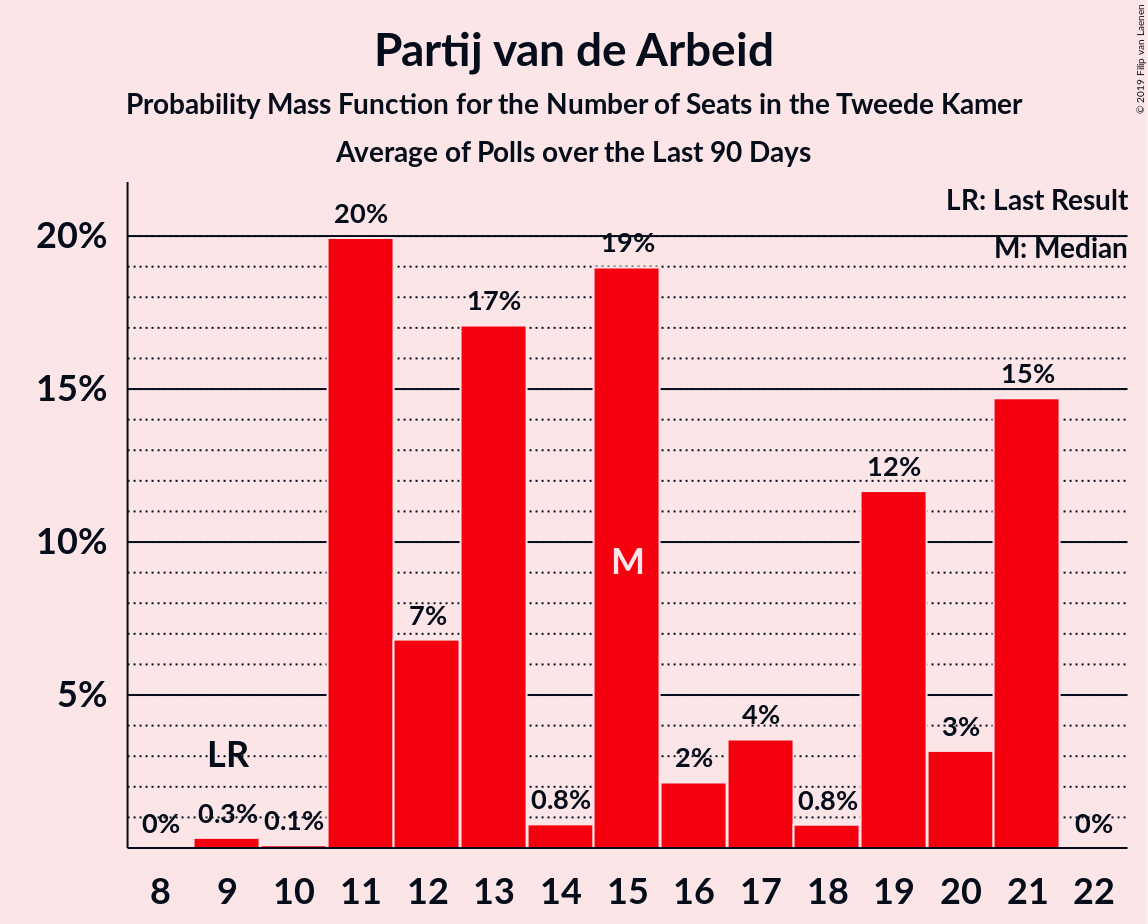 Partij van de Arbeid
Probability Mass Function for the Number of Seats in the Tweede Kamer
Average of Polls over the Last 90 Days
© 2019 Filip van Laenen
LR: Last Result
M: Median
20%
15%
10%
5%
0%
0.3%
0.1%
20%
7%
17%
0.8%
19%
2%
4%
0.8%
12%
3%
15%
0%
LR
M
8 9 10 11 12 13 14 15 16 17 18 19 20 21 22